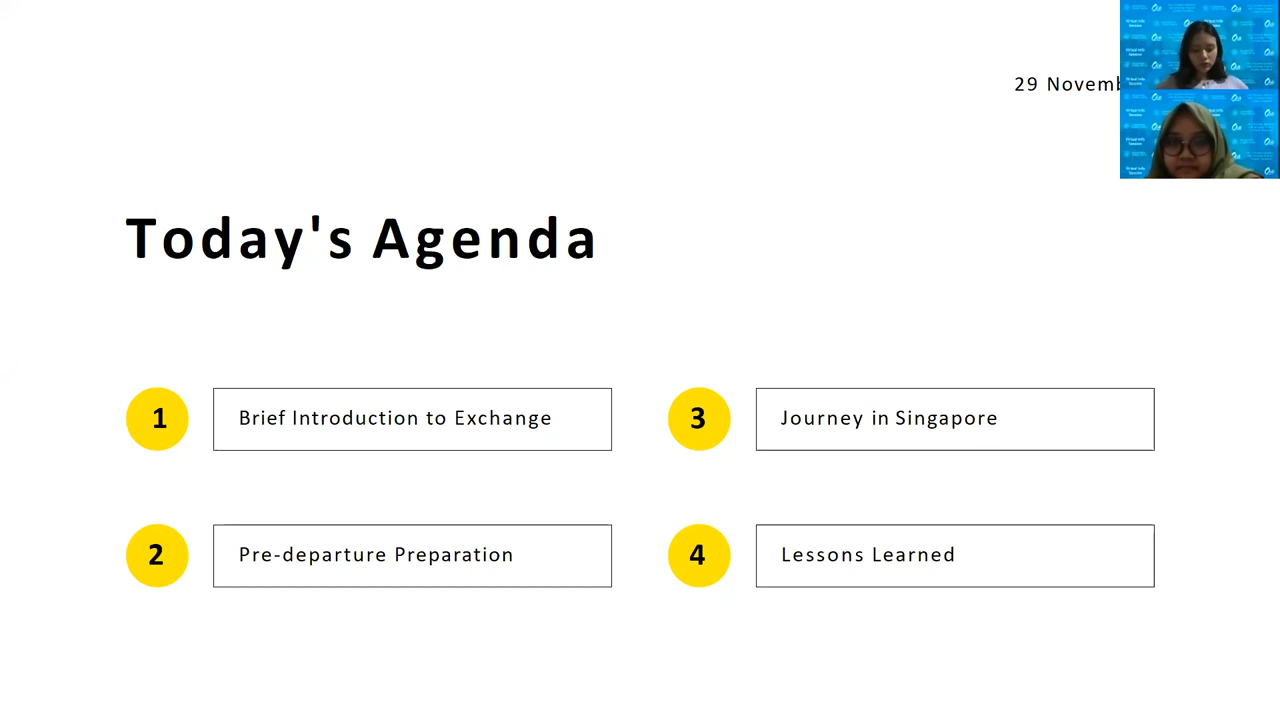 29 Novemb
Today's Agenda
1 Brief Introduction to Exchange
2 Pre-departure Preparation
3 Journey in Singapore
4 Lessons Learned